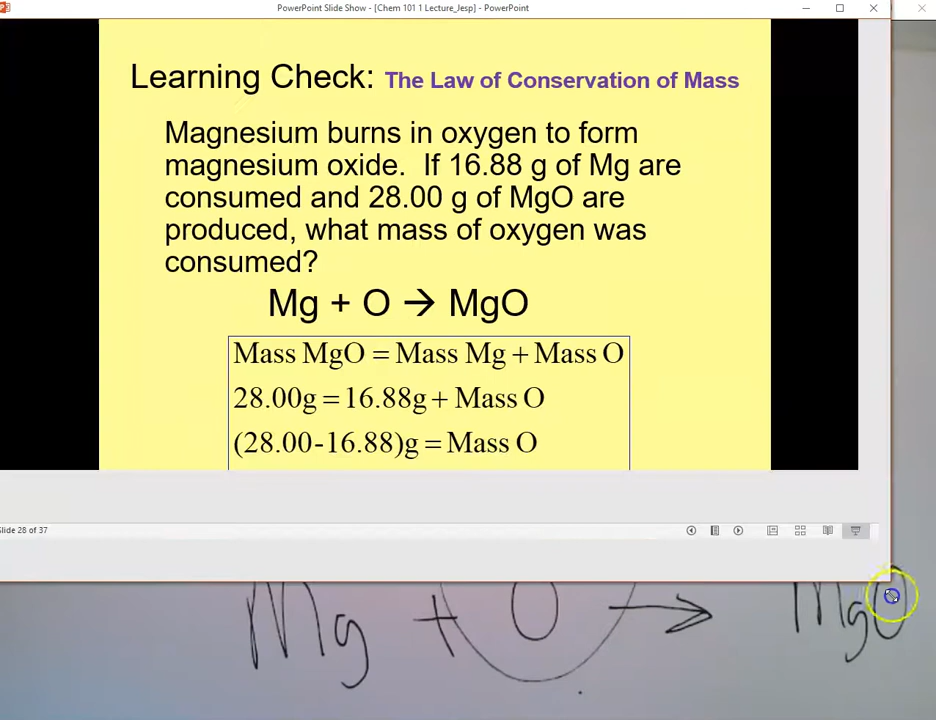 PowerPoint Slide Show - [Chem 101 1 Lecture_Jesp] - PowerPoint
Learning Check: The Law of Conservation of Mass
Magnesium burns in oxygen to form
magnesium oxide. If 16.88 g of Mg are
consumed and 28.00 g of MgO are
produced, what mass of oxygen was
consumed?
Mg + O → MgO
Mass MgO = Mass Mg + Mass O
28.00g = 16.88g + Mass O
(28.00-16.88)g = Mass O
Slide 28 of 37
Mg + O → MgO